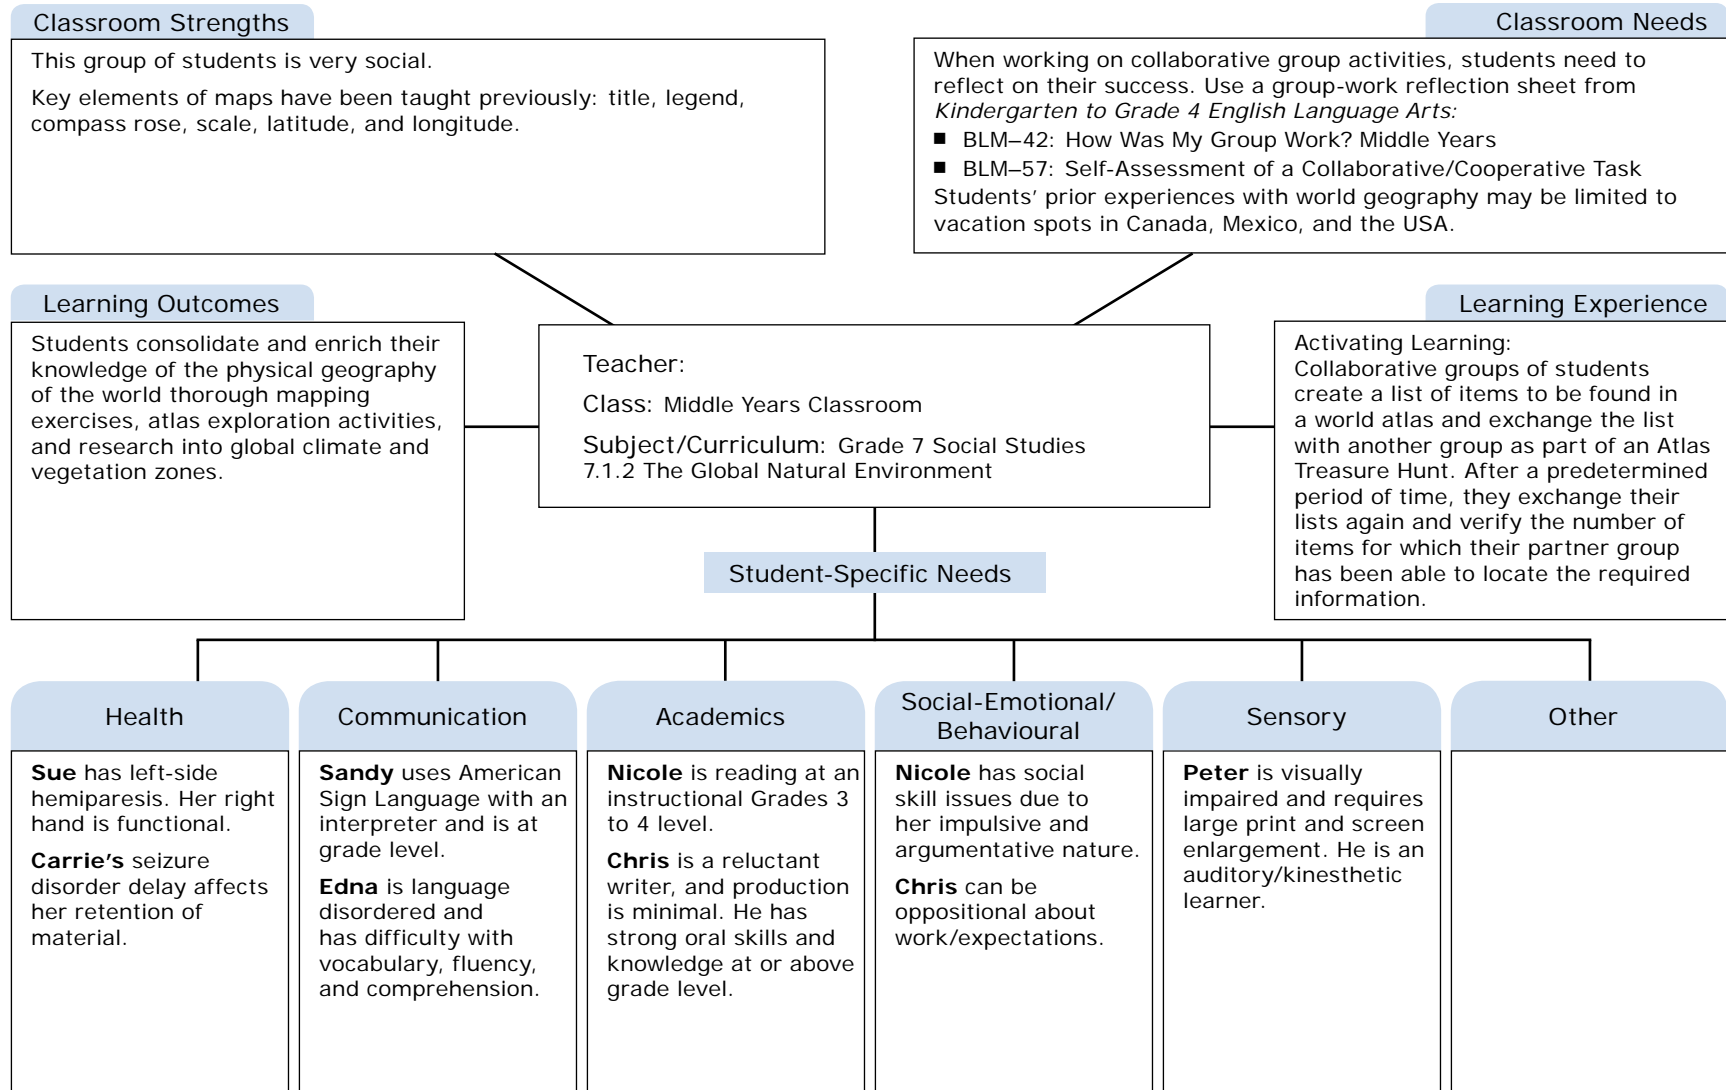 Classroom Strengths
This group of students is very social.
Key elements of maps have been taught previously: title, legend,
compass rose, scale, latitude, and longitude.
Classroom Needs
When working on collaborative group activities, students need to
reflect on their success. Use a group-work reflection sheet from
Kindergarten to Grade 4 English Language Arts:
■ BLM–42: How Was My Group Work? Middle Years
■ BLM–57: Self-Assessment of a Collaborative/Cooperative Task
Students’ prior experiences with world geography may be limited to
vacation spots in Canada, Mexico, and the USA.
Learning Outcomes
Students consolidate and enrich their
knowledge of the physical geography
of the world thorough mapping
exercises, atlas exploration activities,
and research into global climate and
vegetation zones.
Teacher:
Class: Middle Years Classroom
Subject/Curriculum: Grade 7 Social Studies
7.1.2 The Global Natural Environment
Learning Experience
Activating Learning:
Collaborative groups of students
create a list of items to be found in
a world atlas and exchange the list
with another group as part of an Atlas
Treasure Hunt. After a predetermined
period of time, they exchange their
lists again and verify the number of
items for which their partner group
has been able to locate the required
information.
Student-Specific Needs
Health
Sue has left-side
hemiparesis. Her right
hand is functional.
Carrie’s seizure
disorder delay affects
her retention of
material.
Communication
Sandy uses American
Sign Language with an
interpreter and is at
grade level.
Edna is language
disordered and
has difficulty with
vocabulary, fluency,
and comprehension.
Academics
Nicole is reading at an
instructional Grades 3
to 4 level.
Chris is a reluctant
writer, and production
is minimal. He has
strong oral skills and
knowledge at or above
grade level.
Social-Emotional/
Behavioural
Nicole has social
skill issues due to
her impulsive and
argumentative nature.
Chris can be
oppositional about
work/expectations.
Sensory
Peter is visually
impaired and requires
large print and screen
enlargement. He is an
auditory/kinesthetic
learner.
Other